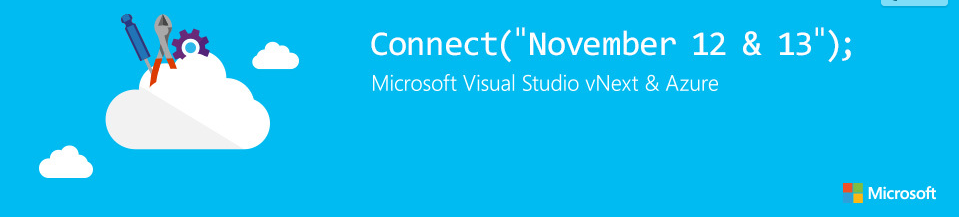 Connect("November 12 & 13");
Microsoft Visual Studio vNext & Azure
Microsoft